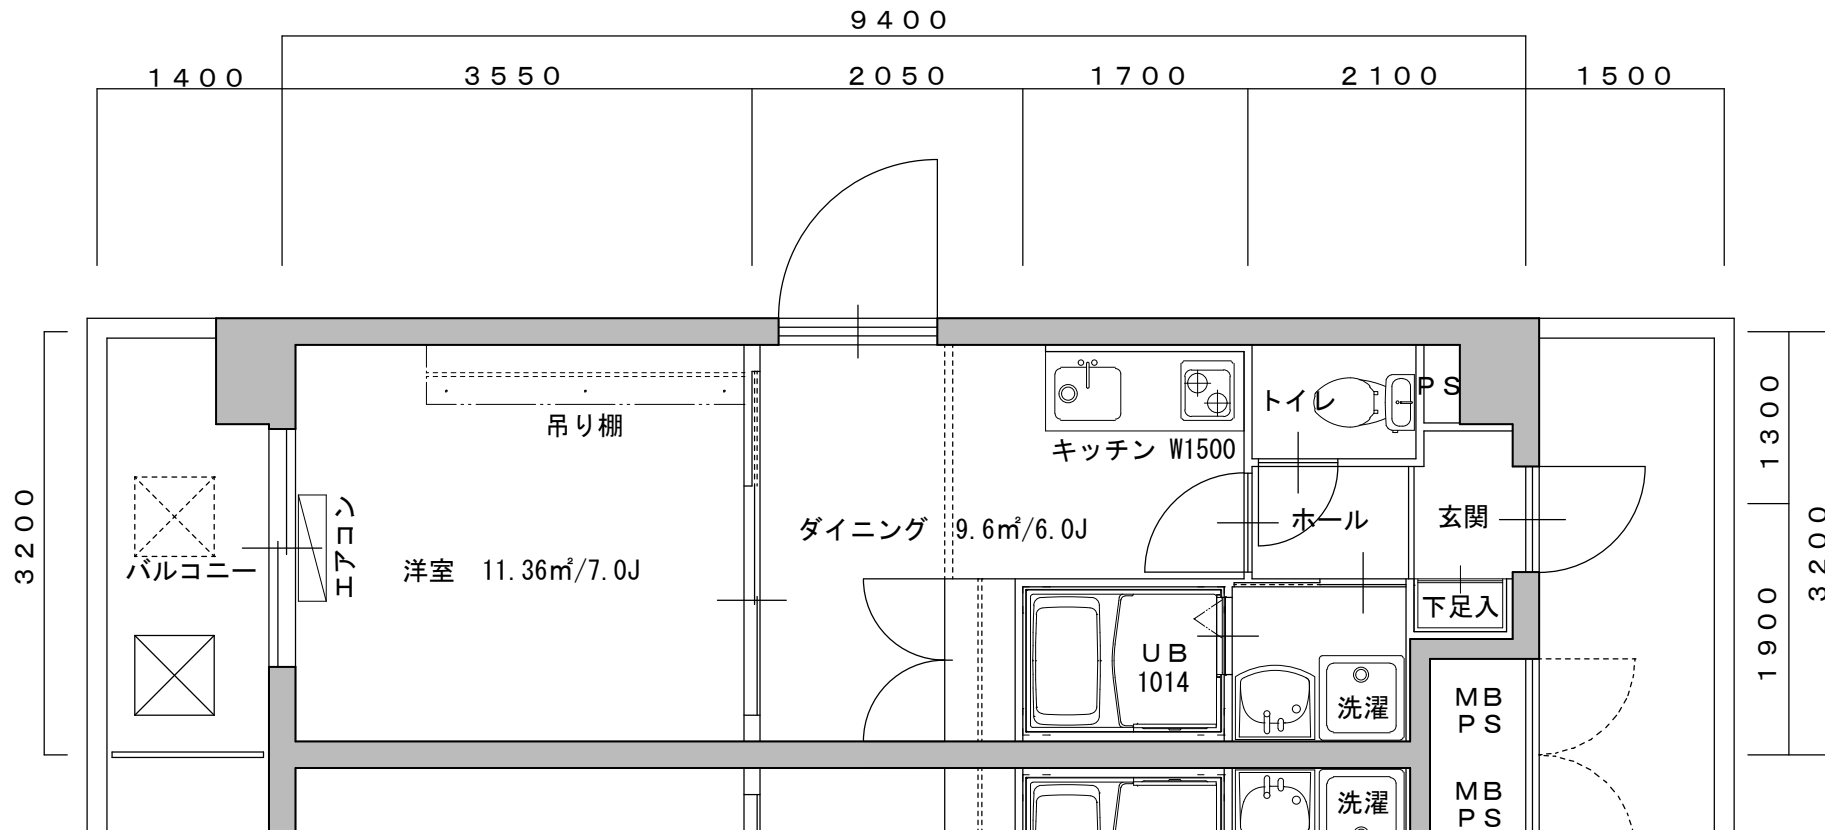 ９４００
１４００
３５５０
２０５０
１７００
２１００
１５００
吊り棚
トイレ
ＰＳ
キッチン W1500
１３００
３２００
バルコニー
エアコン
洋室　11.36㎡/7.0J
ダイニング　9.6㎡/6.0J
ホール
玄関
３２００
下足入
１９００
ＵＢ
1014
洗濯
ＭＢ
ＰＳ
洗濯
ＭＢ
ＰＳ